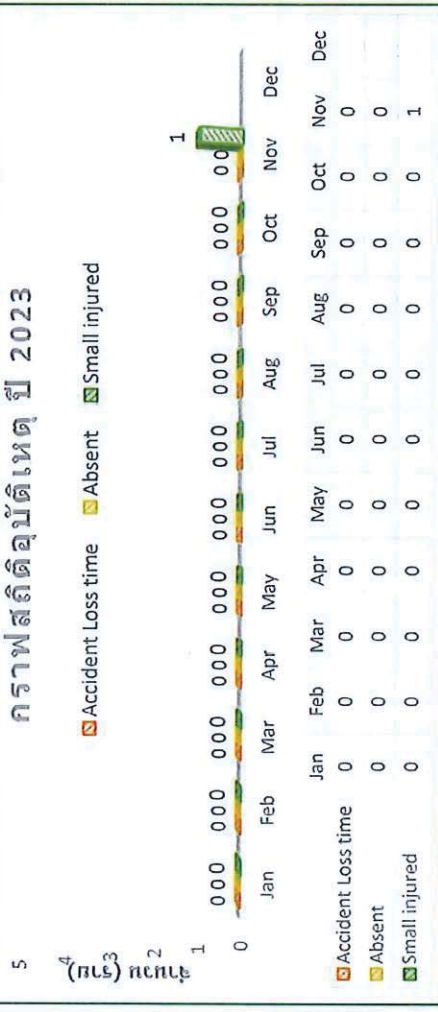 กราฟสถิติอุบัติเหตุ ปี 2023
Accident Loss time Absent Small injured
จำนวน (ราย)
5
4
3
2
1
0
0 0 0 0 0 0 0 0 0 0 0 0 0 0 0 0 0 0 0 0 0 0 0 0 0 0 0 0 0 0 0 0 1
Jan Feb Mar Apr May Jun Jul Aug Sep Oct Nov Dec
Jan Feb Mar Apr May Jun Jul Aug Sep Oct Nov Dec
Accident Loss time 0 0 0 0 0 0 0 0 0 0 0
Absent 0 0 0 0 0 0 0 0 0 0 0
Small injured 0 0 0 0 0 0 0 0 0 0 1